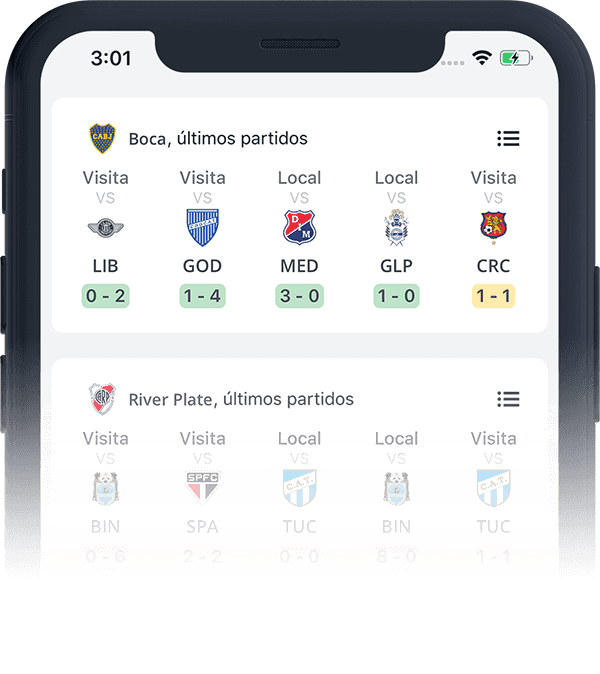 3:01
CABJ
Boca, últimos partidos
Visita Visita Local Local Visita
VS VS VS VS VS
D M
LIB GOD MED GLP CRC
0 - 2 1 - 4 3 - 0 1 - 0 1 - 1
CARP
River Plate, últimos partidos
Visita Visita Local Local Visita
VS VS VS VS VS
SPFC C.A.T. C.A.T.
BIN SPA TUC BIN TUC
0 - 6 2 - 2 0 - 0 8 - 0 1 - 1